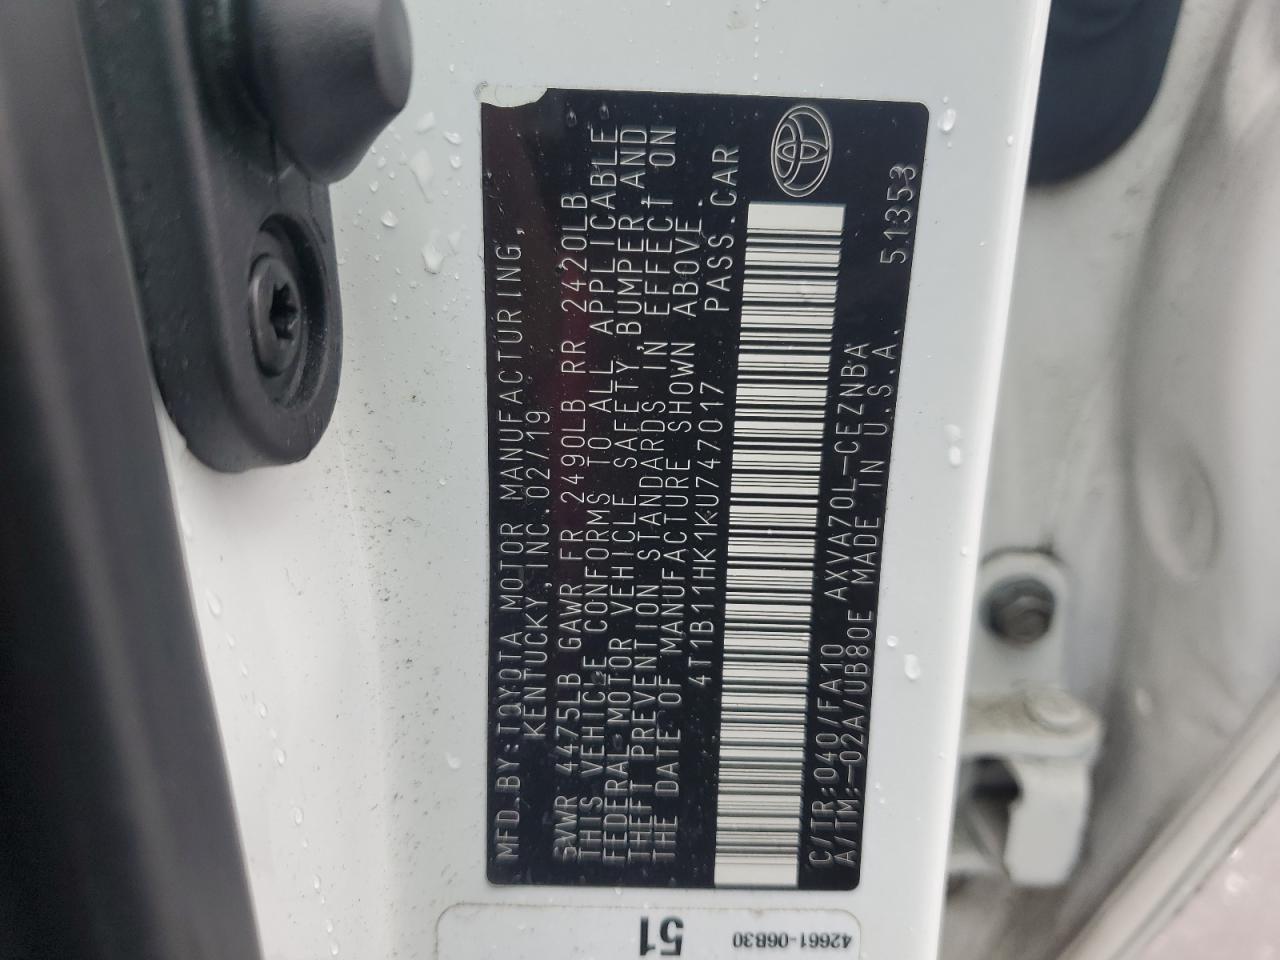 MFD.BY:TOYOTA MOTOR MANUFACTURING,
KENTUCKY,INC.02/19
GVWR 4475LB GAWR FR 2490LB RR 2420LB
THIS VEHICLE CONFORMS TO ALL APPLICABLE
FEDERAL MOTOR VEHICLE SAFETY,BUMPER,AND
THEFT PREVENTION STANDARDS IN EFFECT ON
THE DATE OF MANUFACTURE SHOWN ABOVE.
4T1B11HK1KU747017 PASS.CAR
C/TR:040/FA10 AXVA70L-CEZNBA
A/TM:-02A/UB80E MADE IN U.S.A. 51353
51
42661-06B30